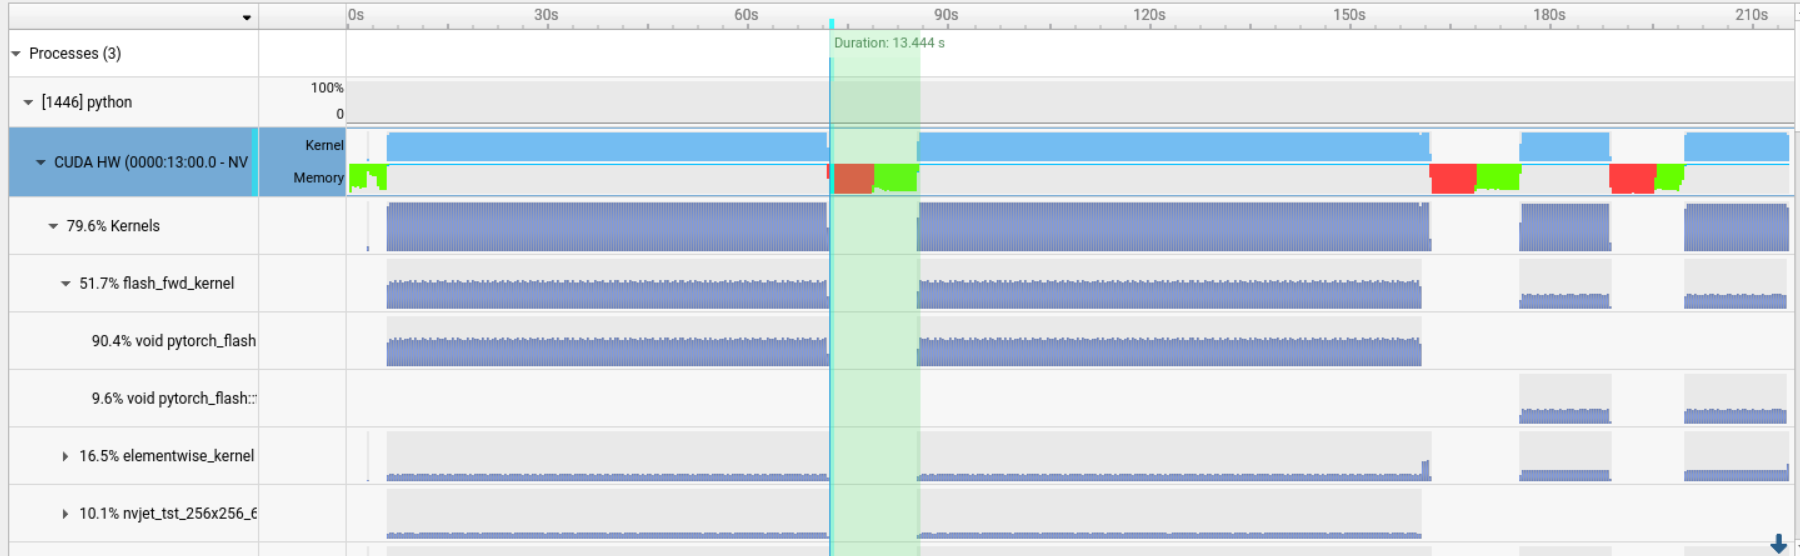 0s 30s 60s 90s 120s 150s 180s 210s
Duration: 13.444 s
Processes (3)
[1446] python
100%
0
CUDA HW (0000:13:00.0 - NV
Kernel
Memory
79.6% Kernels
51.7% flash_fwd_kernel
90.4% void pytorch_flash
9.6% void pytorch_flash::
16.5% elementwise_kernel
10.1% nvjet_tst_256x256_6